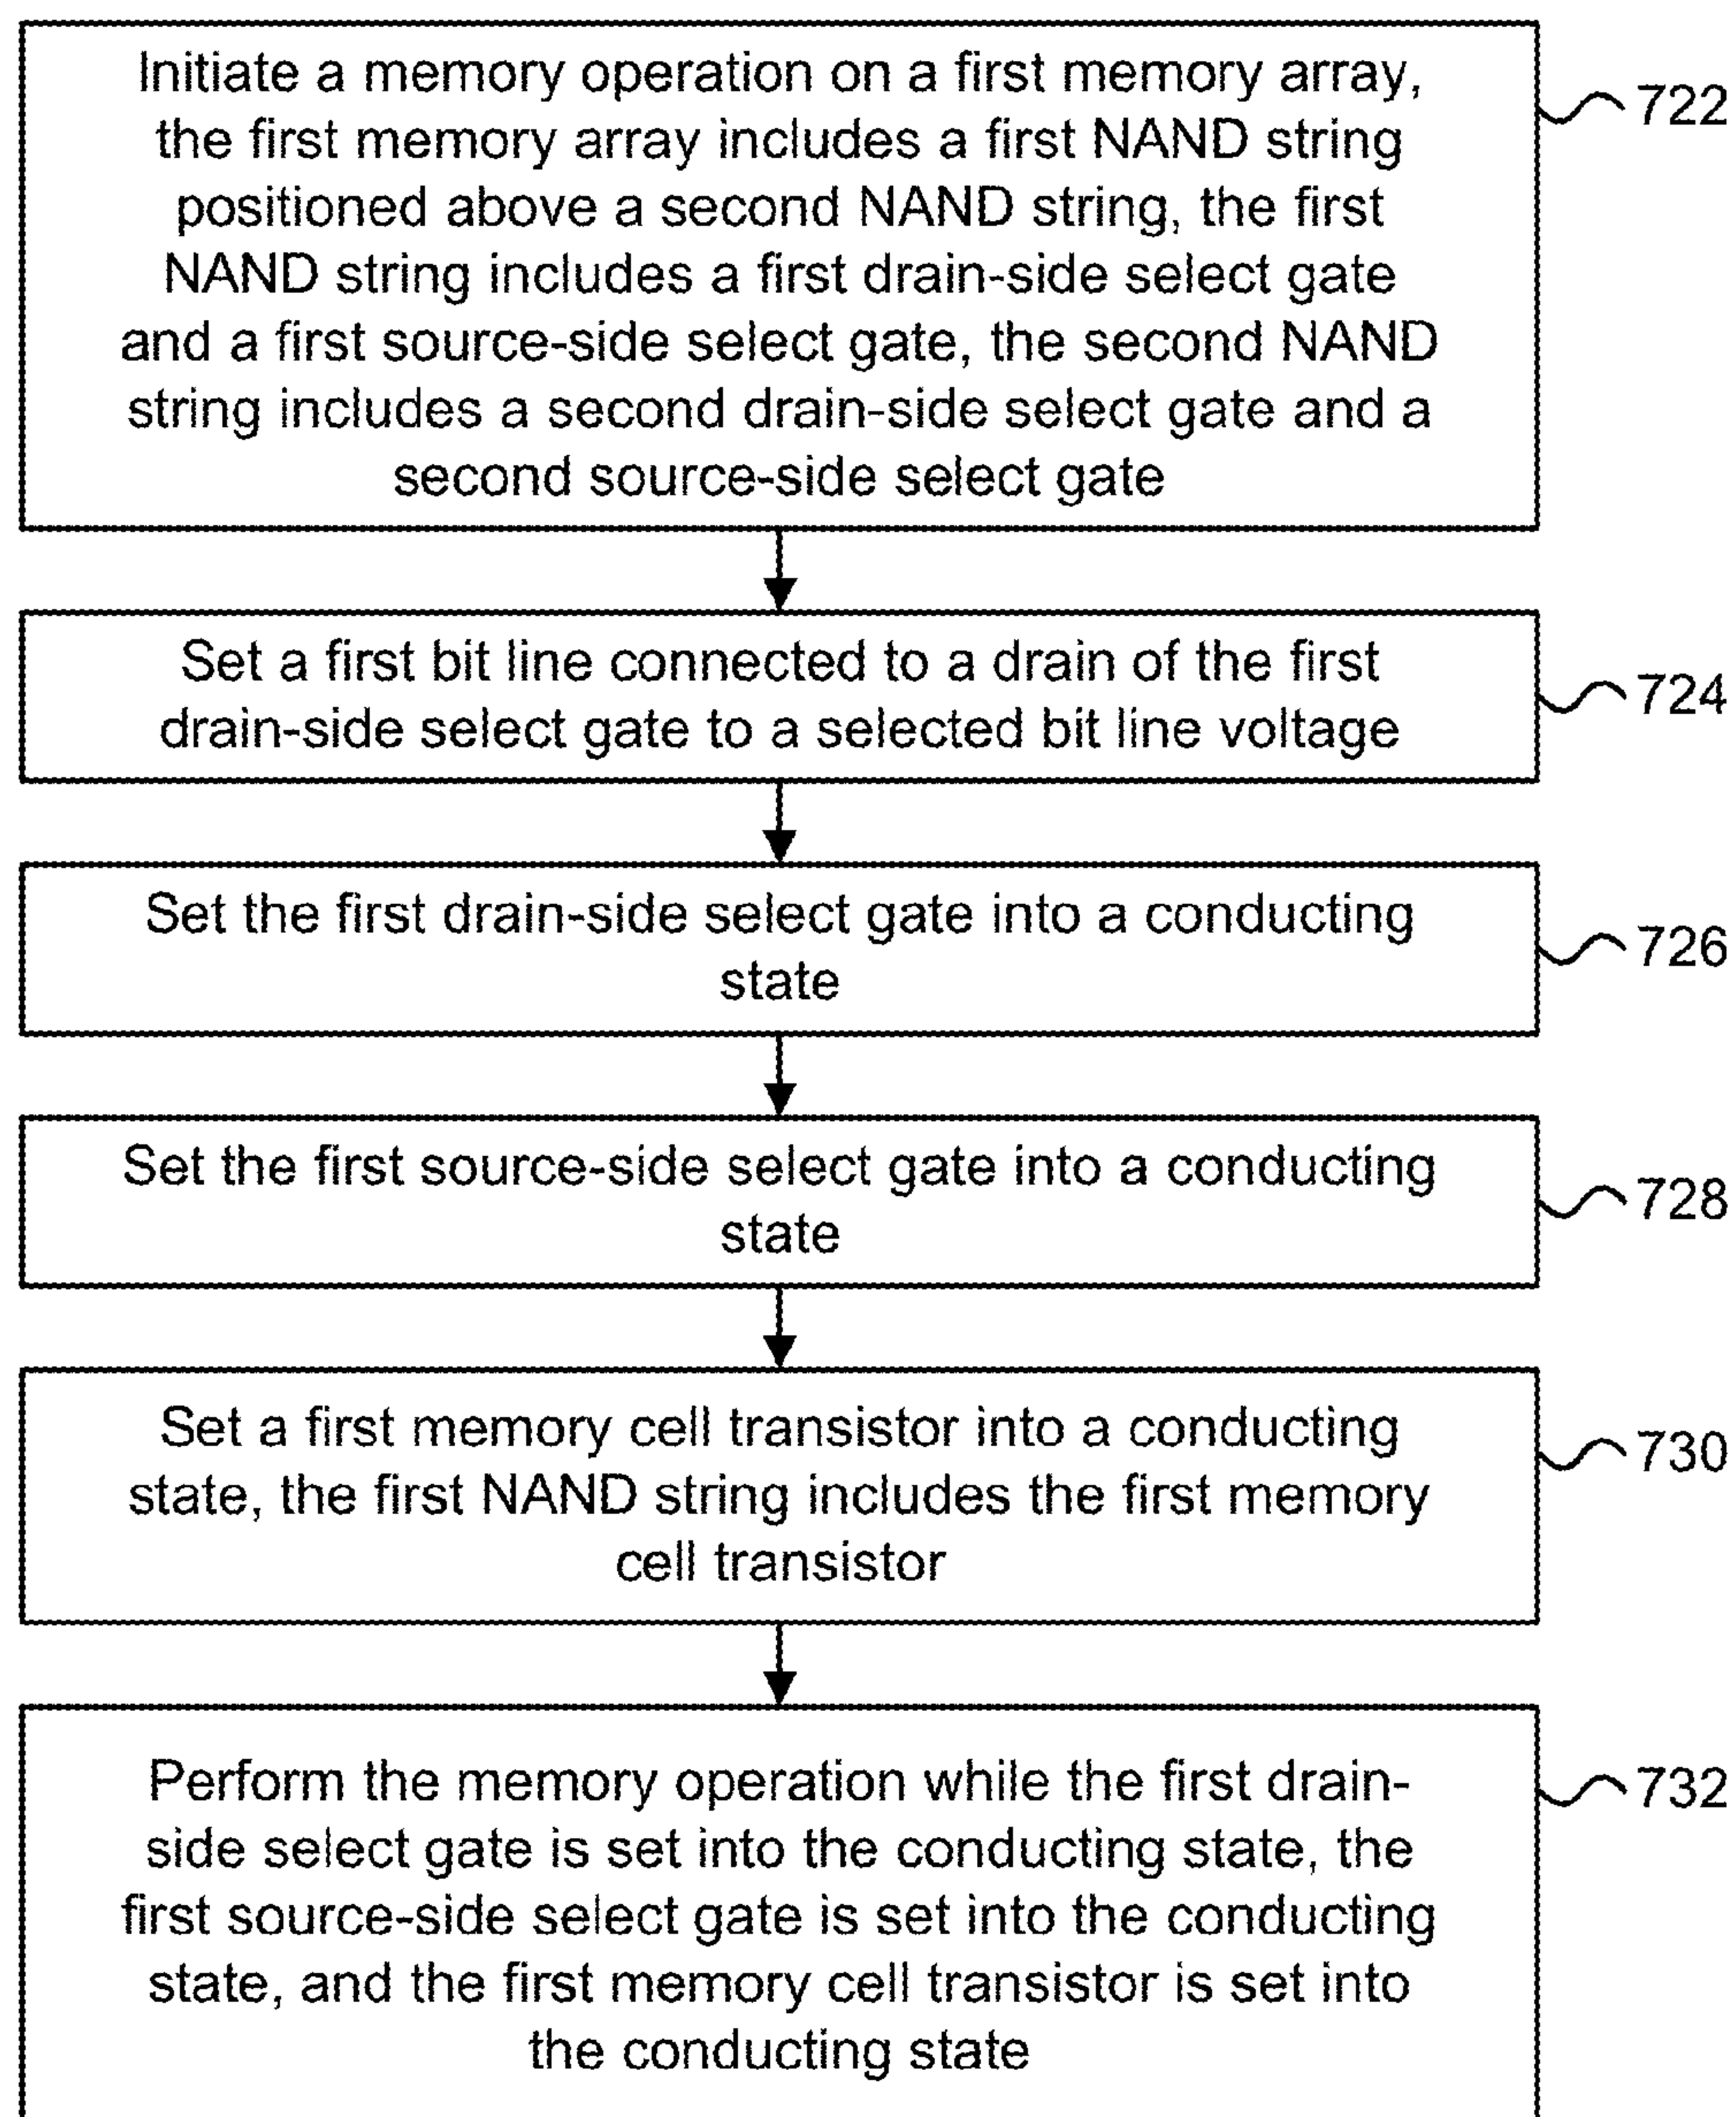 Initiate a memory operation on a first memory array,
the first memory array includes a first NAND string
positioned above a second NAND string, the first
NAND string includes a first drain-side select gate
and a first source-side select gate, the second NAND
string includes a second drain-side select gate and a
second source-side select gate
722
Set a first bit line connected to a drain of the first
drain-side select gate to a selected bit line voltage
724
Set the first drain-side select gate into a conducting
state
726
Set the first source-side select gate into a conducting
state
728
Set a first memory cell transistor into a conducting
state, the first NAND string includes the first memory
cell transistor
730
Perform the memory operation while the first drain-
side select gate is set into the conducting state, the
first source-side select gate is set into the conducting
state, and the first memory cell transistor is set into
the conducting state
732